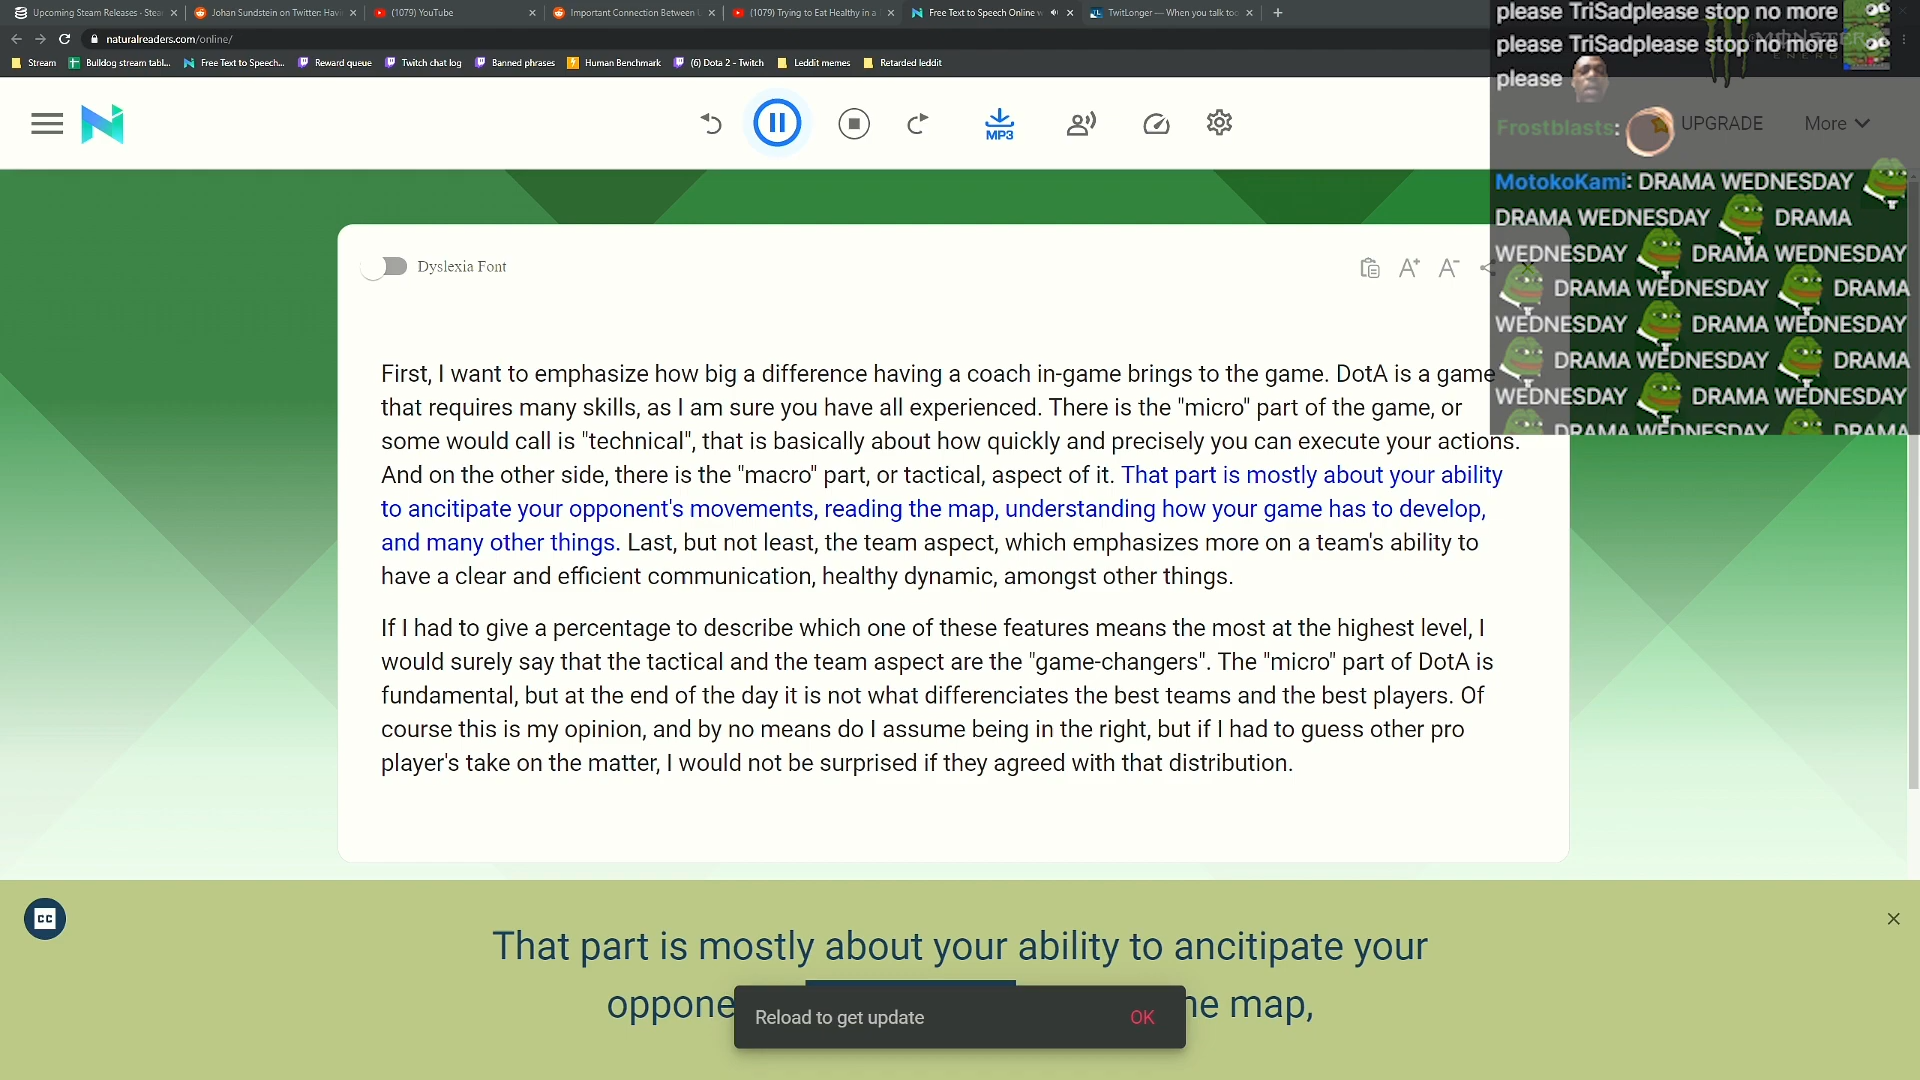 Upcoming Steam Releases - Stea
Johan Sundstein on Twitter: Havi
(1079) YouTube
Important Connection Between
(1079) Trying to Eat Healthy in a
Free Text to Speech Online w
TwitLonger — When you talk too
naturalreaders.com/online/
Stream
Bulldog stream tabl...
Free Text to Speech...
Reward queue
Twitch chat log
Banned phrases
Human Benchmark
(6) Dota 2 - Twitch
Leddit memes
Retarded leddit
please TriSadplease stop no more
please TriSadplease stop no more
please
MONSTER
ENERGY
Frostblasts:
MP3
UPGRADE
More
MotokoKami: DRAMA WEDNESDAY
DRAMA WEDNESDAY DRAMA
WEDNESDAY DRAMA WEDNESDAY
DRAMA WEDNESDAY DRAMA
WEDNESDAY DRAMA WEDNESDAY
DRAMA WEDNESDAY DRAMA
WEDNESDAY DRAMA WEDNESDAY
DRAMA WEDNESDAY DRAMA
Dyslexia Font
A+ A-
First, I want to emphasize how big a difference having a coach in-game brings to the game. DotA is a game
that requires many skills, as I am sure you have all experienced. There is the "micro" part of the game, or
some would call is "technical", that is basically about how quickly and precisely you can execute your actions.
And on the other side, there is the "macro" part, or tactical, aspect of it. That part is mostly about your ability
to ancitipate your opponent's movements, reading the map, understanding how your game has to develop,
and many other things. Last, but not least, the team aspect, which emphasizes more on a team's ability to
have a clear and efficient communication, healthy dynamic, amongst other things.
If I had to give a percentage to describe which one of these features means the most at the highest level, I
would surely say that the tactical and the team aspect are the "game-changers". The "micro" part of DotA is
fundamental, but at the end of the day it is not what differenciates the best teams and the best players. Of
course this is my opinion, and by no means do I assume being in the right, but if I had to guess other pro
player's take on the matter, I would not be surprised if they agreed with that distribution.
CC
That part is mostly about your ability to ancitipate your
oppone he map,
Reload to get update
OK